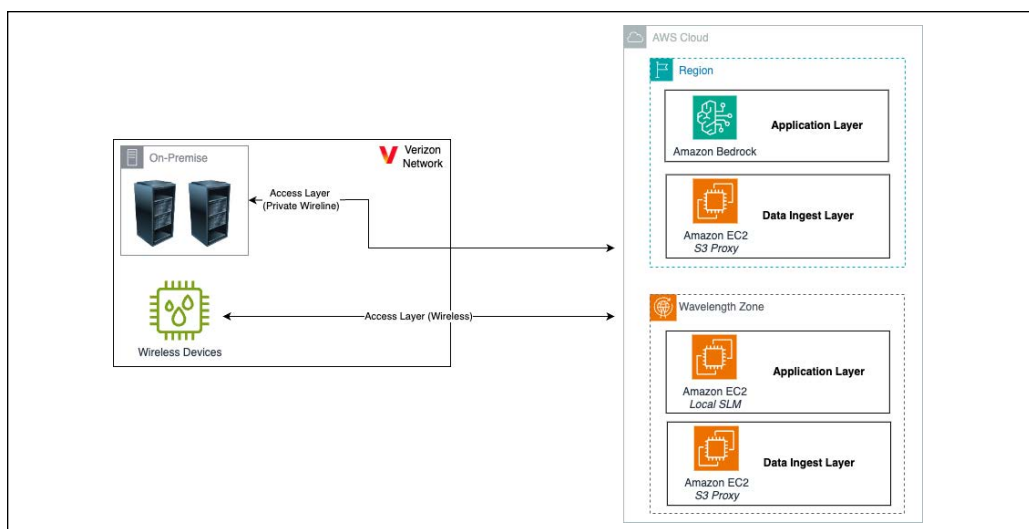 AWS Cloud
Region
Amazon Bedrock
Application Layer
Amazon EC2
S3 Proxy
Data Ingest Layer
On-Premise
Verizon
Network
Access Layer
(Private Wireline)
Wireless Devices
Access Layer (Wireless)
Wavelength Zone
Amazon EC2
Local SLM
Application Layer
Amazon EC2
S3 Proxy
Data Ingest Layer